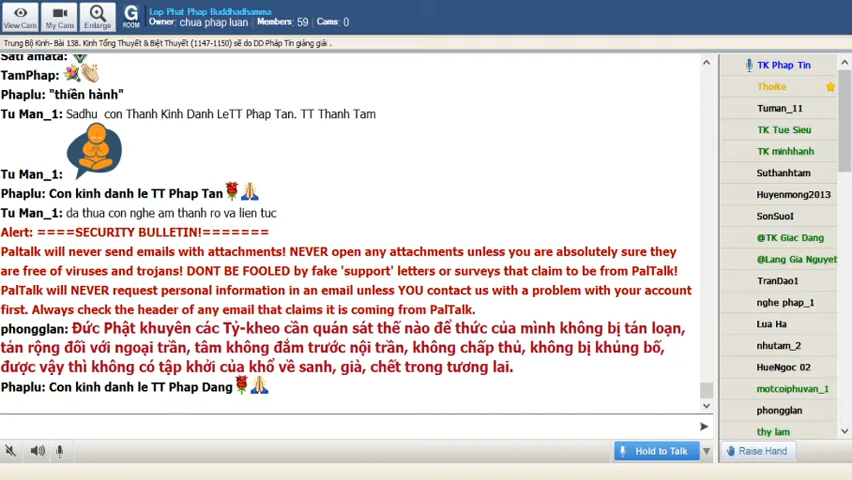 Lop Phat Phap Buddhadhamma
Owner: chua phap luan Members: 59 Cams: 0
View Cam My Cam Enlarge G ROOM
Trung Bộ Kinh- Bài 138. Kinh Tổng Thuyết & Biệt Thuyết (1147-1150) sẽ do DD Pháp Tín giảng giải .
Sati amata:
TamPhap:
Phaplu: "thiền hành"
Tu Man_1: Sadhu con Thanh Kinh Danh LeTT Phap Tan. TT Thanh Tam
Tu Man_1:
Phaplu: Con kinh danh le TT Phap Tan
Tu Man_1: da thua con nghe am thanh ro va lien tuc
Alert: ====SECURITY BULLETIN!=======
Paltalk will never send emails with attachments! NEVER open any attachments unless you are absolutely sure they
are free of viruses and trojans! DONT BE FOOLED by fake 'support' letters or surveys that claim to be from PalTalk!
PalTalk will NEVER request personal information in an email unless YOU contact us with a problem with your account
first. Always check the header of any email that claims it is coming from PalTalk.
phongglan: Đức Phật khuyên các Tỷ-kheo cần quán sát thế nào để thức của mình không bị tán loạn,
tản rộng đối với ngoại trần, tâm không đắm trước nội trần, không chấp thủ, không bị khủng bố,
được vậy thì không có tập khởi của khổ về sanh, già, chết trong tương lai.
Phaplu: Con kinh danh le TT Phap Dang
Hold to Talk
TK Phap Tin
Thoike
Tuman_11
TK Tue Sieu
TK minhhanh
Suthanhtam
Huyenmong2013
SonSuoI
@TK Giac Dang
@Lang Gia Nguyet
TranDao1
nghe phap_1
Lua Ha
nhutam_2
HueNgoc 02
motcoiphuvan_1
phongglan
thy lam
Raise Hand